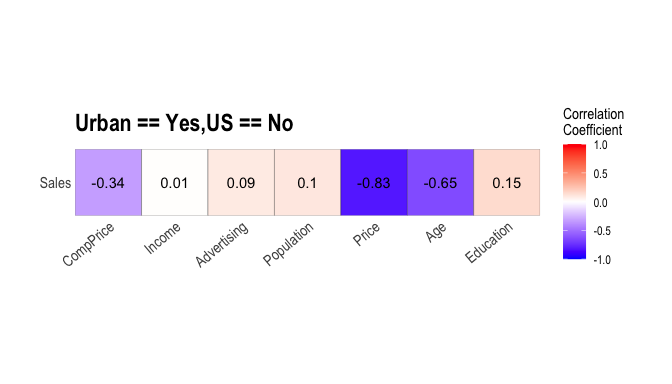 Urban == Yes,US == No
Sales
-0.34
0.01
0.09
0.1
-0.83
-0.65
0.15
CompPrice
Income
Advertising
Population
Price
Age
Education
Correlation
Coefficient
1.0
0.5
0.0
-0.5
-1.0